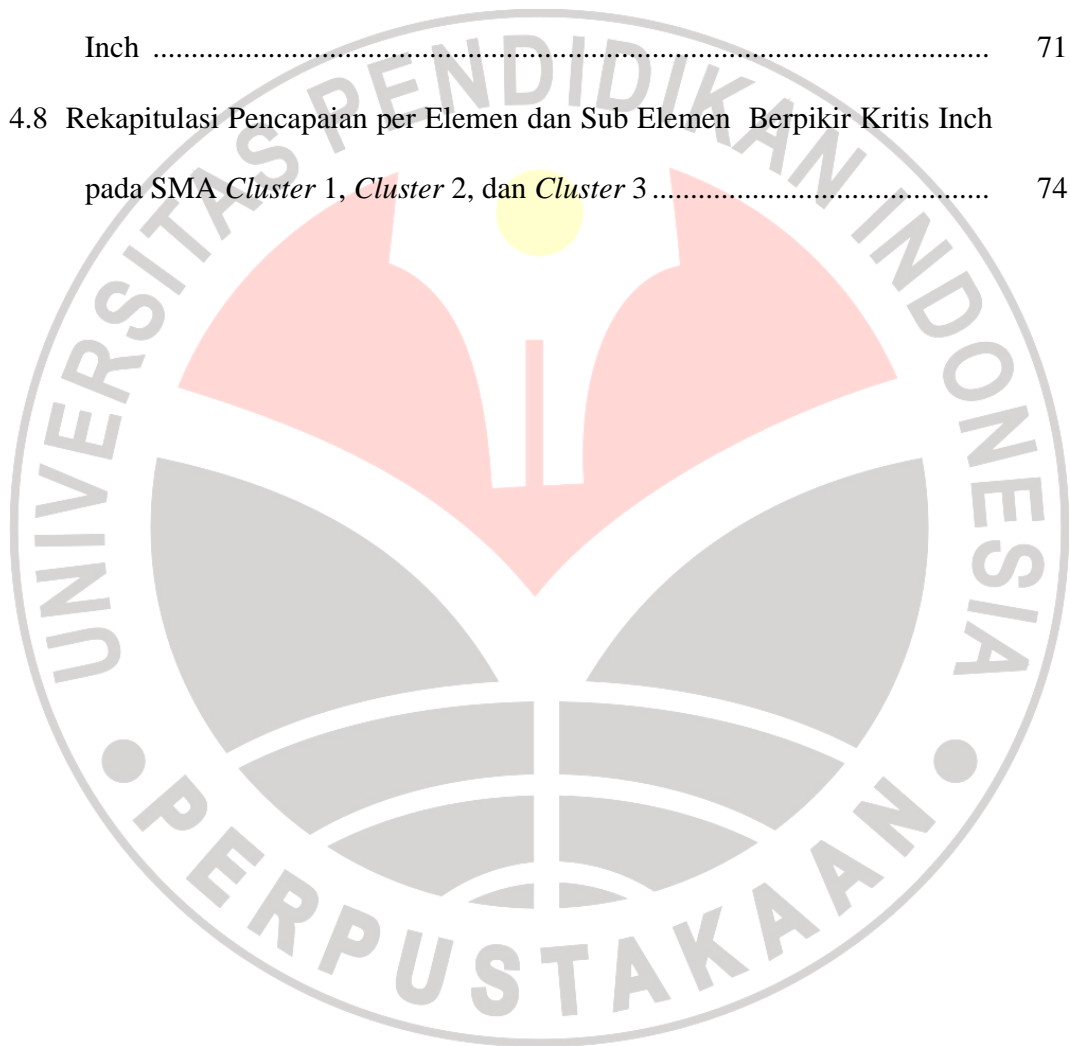 Inch ............................................................................................................. 71
4.8 Rekapitulasi Pencapaian per Elemen dan Sub Elemen Berpikir Kritis Inch
pada SMA Cluster 1, Cluster 2, dan Cluster 3 ............................................ 74
UNIVERSITAS PENDIDIKAN INDONESIA
PERPUSTAKAAN